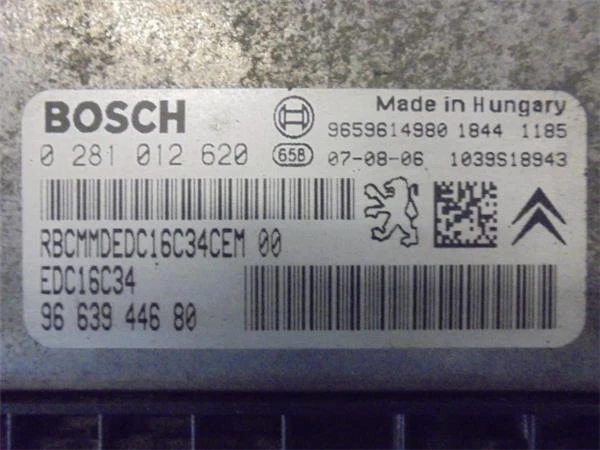 BOSCH
Made in Hungary
9659614980 1844 1185
0 281 012 620 65B 07-08-06 1039S18943
RBCMMDEDC16C34CEM 00
EDC16C34
96 639 446 80